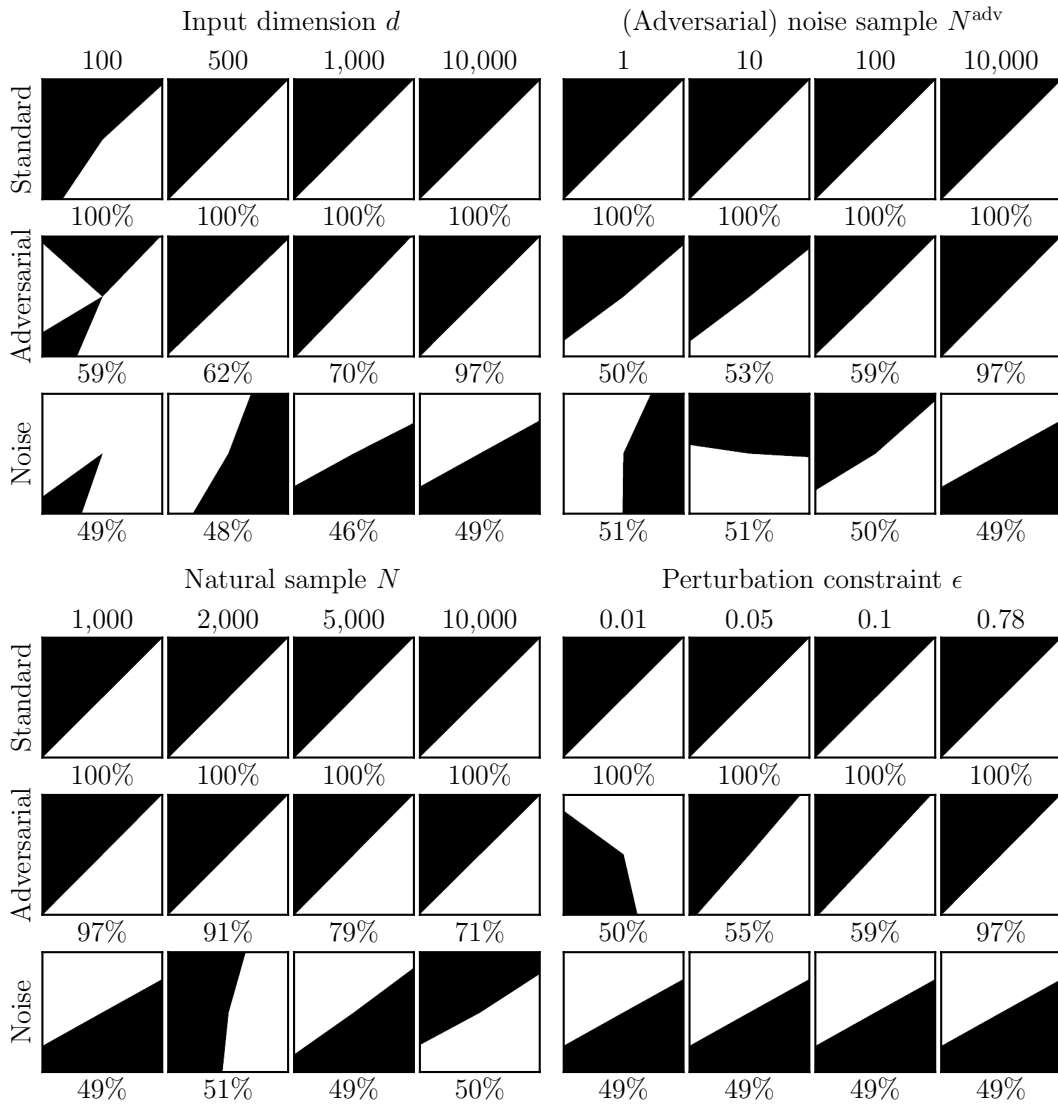 Input dimension d
100 500 1,000 10,000
Standard
100% 100% 100% 100%
Adversarial
59% 62% 70% 97%
Noise
49% 48% 46% 49%
(Adversarial) noise sample N^adv
1 10 100 10,000
100% 100% 100% 100%
50% 53% 59% 97%
51% 51% 50% 49%
Natural sample N
1,000 2,000 5,000 10,000
Standard
100% 100% 100% 100%
Adversarial
97% 91% 79% 71%
Noise
49% 51% 49% 50%
Perturbation constraint ϵ
0.01 0.05 0.1 0.78
100% 100% 100% 100%
50% 55% 59% 97%
49% 49% 49% 49%